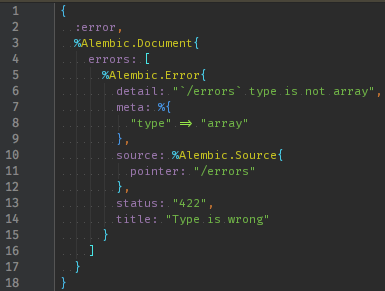 1 {
2   :error,
3   %Alembic.Document{
4     errors: [
5       %Alembic.Error{
6         detail: "`/errors` type is not array",
7         meta: %{
8           "type" => "array"
9         },
10         source: %Alembic.Source{
11           pointer: "/errors"
12         },
13         status: "422",
14         title: "Type is wrong"
15       }
16     ]
17   }
18 }